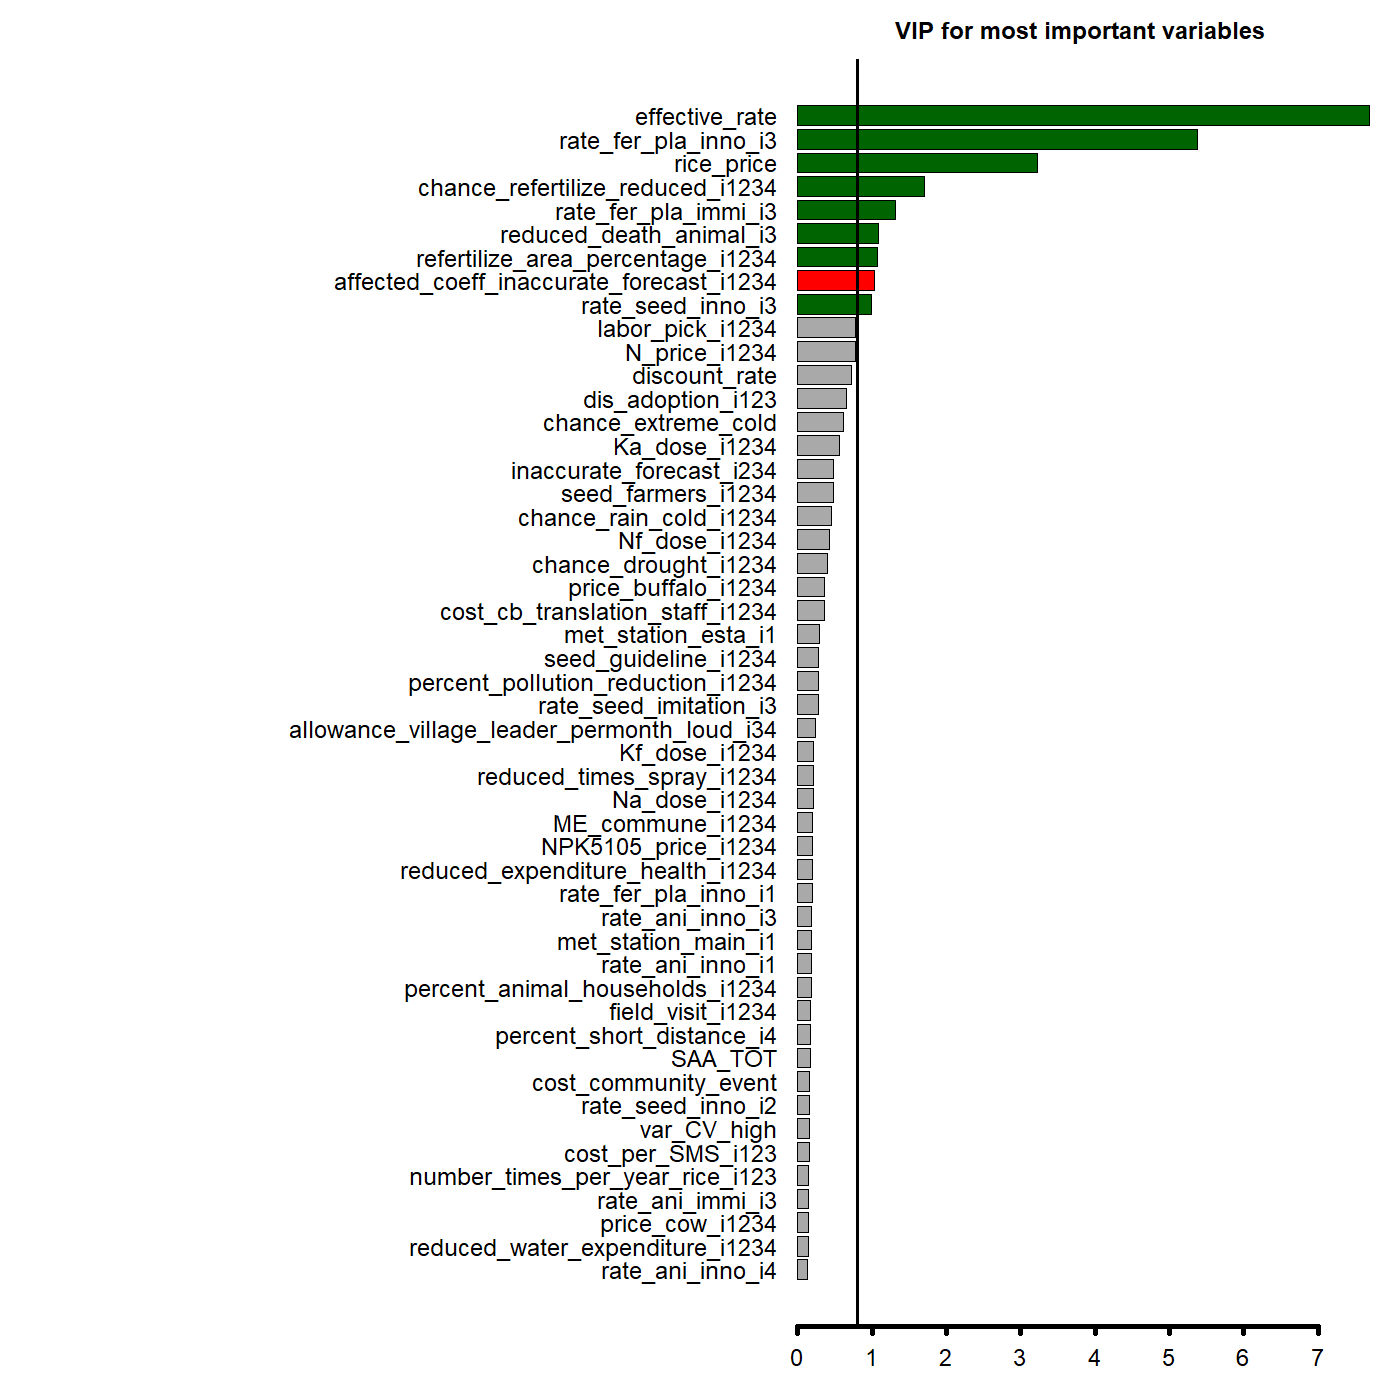 VIP for most important variables
effective_rate
rate_fer_pla_inno_i3
rice_price
chance_refertilize_reduced_i1234
rate_fer_pla_immi_i3
reduced_death_animal_i3
refertilize_area_percentage_i1234
affected_coeff_inaccurate_forecast_i1234
rate_seed_inno_i3
labor_pick_i1234
N_price_i1234
discount_rate
dis_adoption_i123
chance_extreme_cold
Ka_dose_i1234
inaccurate_forecast_i234
seed_farmers_i1234
chance_rain_cold_i1234
Nf_dose_i1234
chance_drought_i1234
price_buffalo_i1234
cost_cb_translation_staff_i1234
met_station_esta_i1
seed_guideline_i1234
percent_pollution_reduction_i1234
rate_seed_imitation_i3
allowance_village_leader_permonth_loud_i34
Kf_dose_i1234
reduced_times_spray_i1234
Na_dose_i1234
ME_commune_i1234
NPK5105_price_i1234
reduced_expenditure_health_i1234
rate_fer_pla_inno_i1
rate_ani_inno_i3
met_station_main_i1
rate_ani_inno_i1
percent_animal_households_i1234
field_visit_i1234
percent_short_distance_i4
SAA_TOT
cost_community_event
rate_seed_inno_i2
var_CV_high
cost_per_SMS_i123
number_times_per_year_rice_i123
rate_ani_immi_i3
price_cow_i1234
reduced_water_expenditure_i1234
rate_ani_inno_i4
0 1 2 3 4 5 6 7